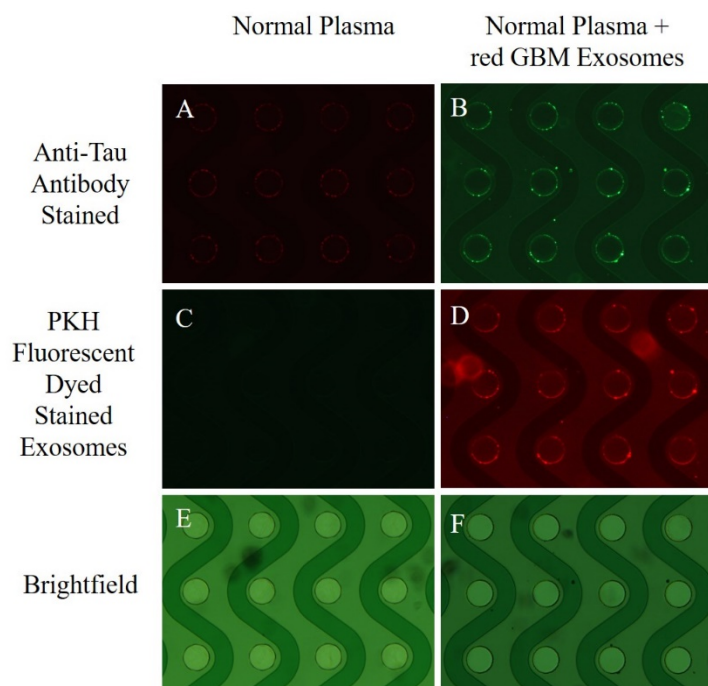 Normal Plasma
Normal Plasma +
red GBM Exosomes
Anti-Tau
Antibody
Stained
A
B
PKH
Fluorescent
Dyed
Stained
Exosomes
C
D
Brightfield
E
F